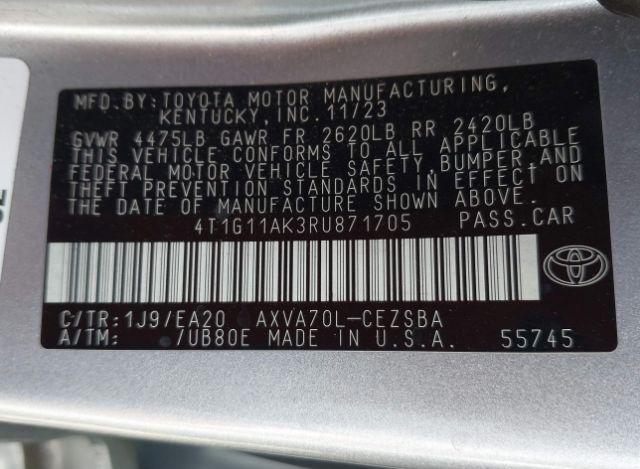 MFD.BY:TOYOTA MOTOR MANUFACTURING,
KENTUCKY,INC.11/23
GVWR 4475LB GAWR FR 2620LB RR 2420LB
THIS VEHICLE CONFORMS TO ALL APPLICABLE
FEDERAL MOTOR VEHICLE SAFETY,BUMPER,AND
THEFT PREVENTION STANDARDS IN EFFECT ON
THE DATE OF MANUFACTURE SHOWN ABOVE.
4T1G11AK3RU871705 PASS.CAR
C/TR:1J9/EA20 AXVA70L-CEZSBA
A/TM: /UB80E MADE IN U.S.A. 55745